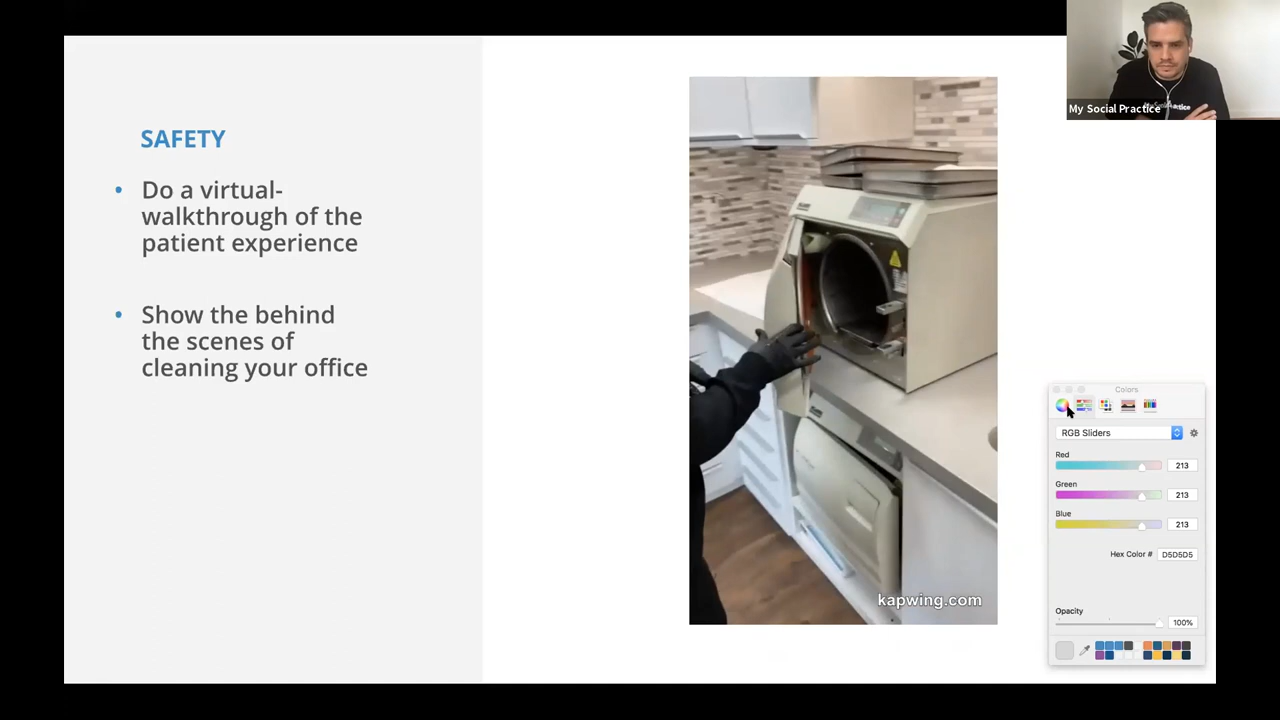 SAFETY
• Do a virtual-
walkthrough of the
patient experience
• Show the behind
the scenes of
cleaning your office
kapwing.com
My Social Practice
Colors
RGB Sliders
Red
213
Green
213
Blue
213
Hex Color # D5D5D5
Opacity
100%